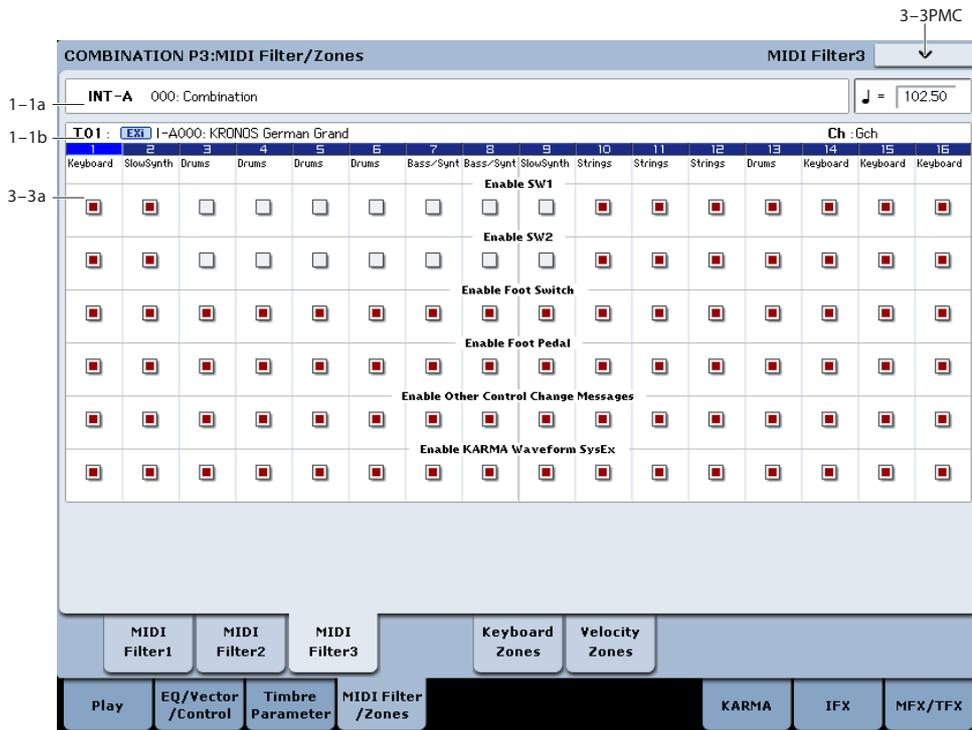 3–3PMC
COMBINATION P3:MIDI Filter/Zones MIDI Filter3
1–1a INT-A 000: Combination ♩ = 102.50
1–1b T01 : EXi I-A000: KRONOS German Grand Ch :Gch
1 2 3 4 5 6 7 8 9 10 11 12 13 14 15 16
Keyboard SlowSynth Drums Drums Drums Drums Bass/Synt Bass/Synt SlowSynth Strings Strings Strings Drums Keyboard Keyboard Keyboard
Enable SW1
3–3a
Enable SW2
Enable Foot Switch
Enable Foot Pedal
Enable Other Control Change Messages
Enable KARMA Waveform SysEx
MIDI Filter1 MIDI Filter2 MIDI Filter3 Keyboard Zones Velocity Zones
Play EQ/Vector /Control Timbre Parameter MIDI Filter /Zones KARMA IFX MFX/TFX